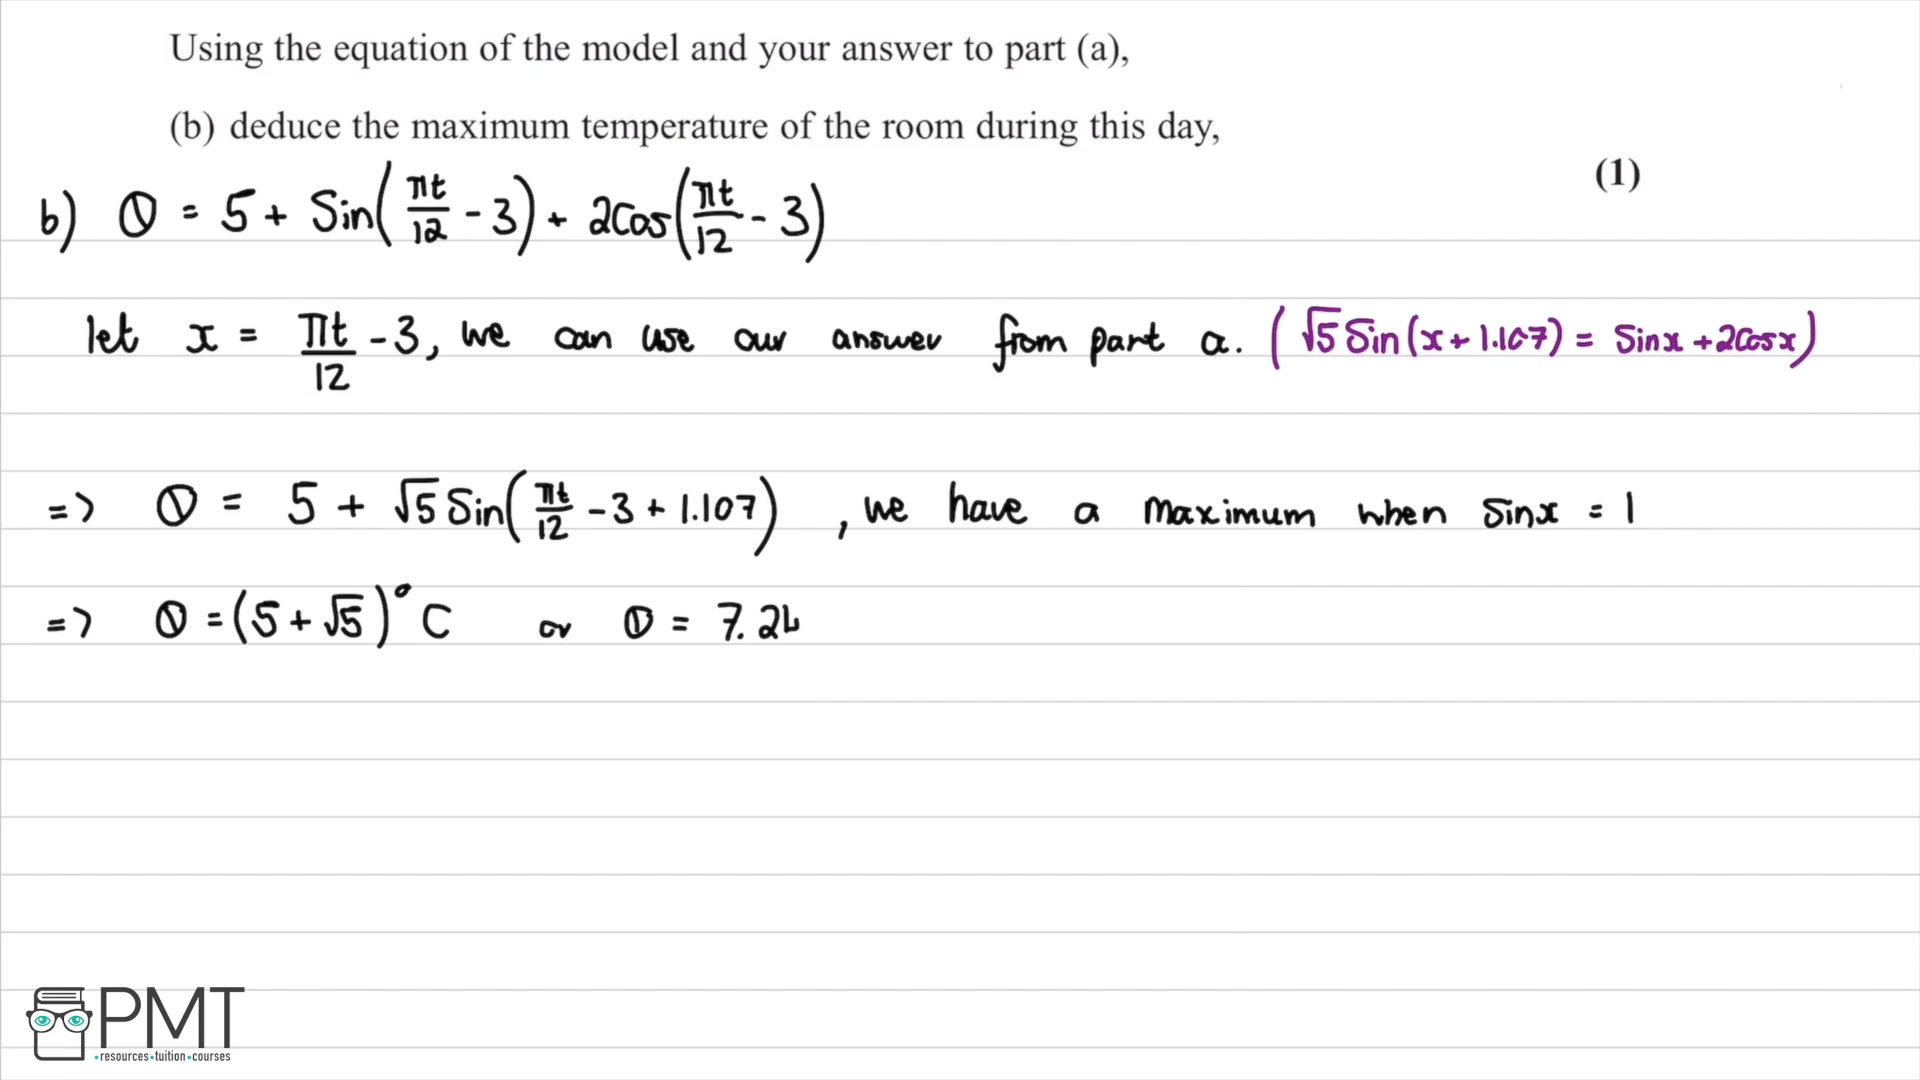 Using the equation of the model and your answer to part (a),
(b) deduce the maximum temperature of the room during this day,
(1)
b) θ = 5 + Sin(πt/12 - 3) + 2Cos(πt/12 - 3)
let x = πt/12 - 3, we can use our answer from part a. (√5 Sin(x + 1.107) = Sinx + 2Cosx)
=> θ = 5 + √5 Sin(πt/12 - 3 + 1.107), we have a maximum when Sinx = 1
=> θ = (5 + √5)°C or θ = 7.24
PMT
•resources•tuition•courses